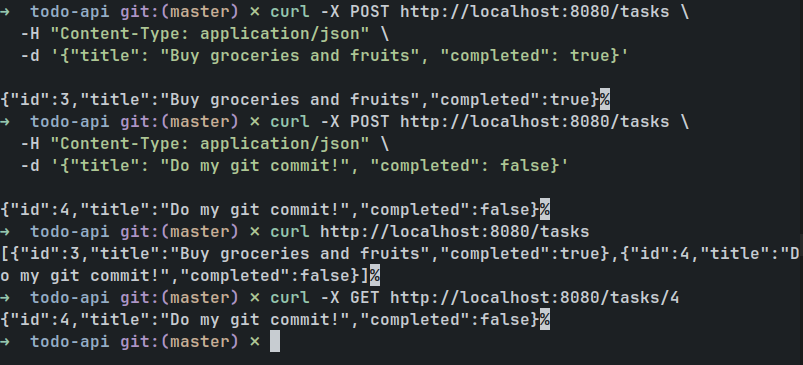 →  todo-api git:(master) × curl -X POST http://localhost:8080/tasks \
  -H "Content-Type: application/json" \
  -d '{"title": "Buy groceries and fruits", "completed": true}'

{"id":3,"title":"Buy groceries and fruits","completed":true}%
→  todo-api git:(master) × curl -X POST http://localhost:8080/tasks \
  -H "Content-Type: application/json" \
  -d '{"title": "Do my git commit!", "completed": false}'

{"id":4,"title":"Do my git commit!","completed":false}%
→  todo-api git:(master) × curl http://localhost:8080/tasks
[{"id":3,"title":"Buy groceries and fruits","completed":true},{"id":4,"title":"D
o my git commit!","completed":false}]%
→  todo-api git:(master) × curl -X GET http://localhost:8080/tasks/4
{"id":4,"title":"Do my git commit!","completed":false}%
→  todo-api git:(master) ×